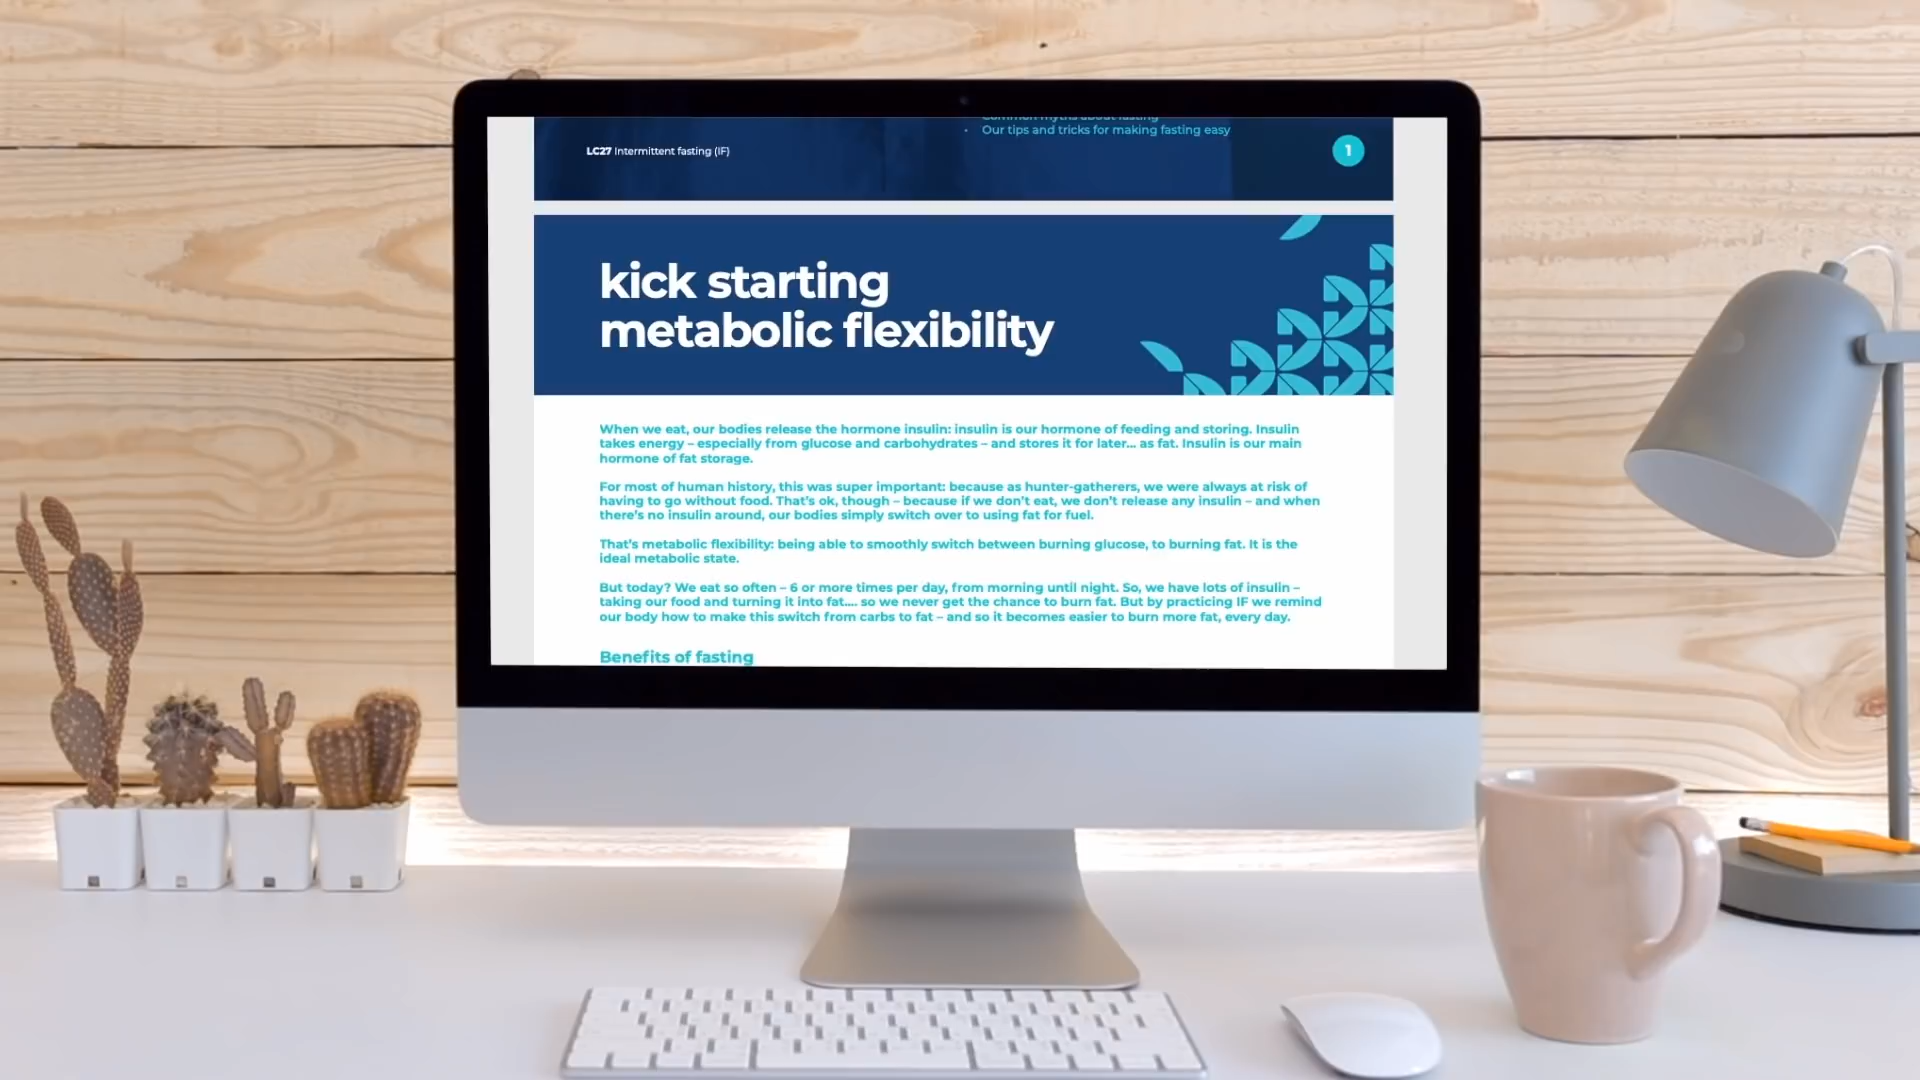 Common myths about fasting
• Our tips and tricks for making fasting easy
LC27 Intermittent fasting (IF)
1
kick starting
metabolic flexibility
When we eat, our bodies release the hormone insulin: insulin is our hormone of feeding and storing. Insulin
takes energy – especially from glucose and carbohydrates – and stores it for later... as fat. Insulin is our main
hormone of fat storage.
For most of human history, this was super important: because as hunter-gatherers, we were always at risk of
having to go without food. That's ok, though – because if we don't eat, we don't release any insulin – and when
there's no insulin around, our bodies simply switch over to using fat for fuel.
That's metabolic flexibility: being able to smoothly switch between burning glucose, to burning fat. It is the
ideal metabolic state.
But today? We eat so often – 6 or more times per day, from morning until night. So, we have lots of insulin –
taking our food and turning it into fat.... so we never get the chance to burn fat. But by practicing IF we remind
our body how to make this switch from carbs to fat – and so it becomes easier to burn more fat, every day.
Benefits of fasting